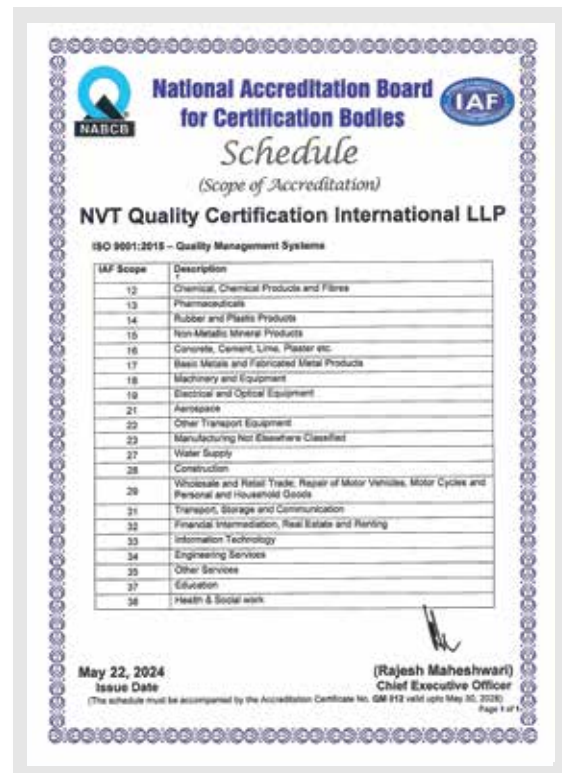 NABCB
National Accreditation Board
for Certification Bodies
IAF
Schedule
(Scope of Accreditation)
NVT Quality Certification International LLP
ISO 9001:2015 – Quality Management Systems
IAF Scope Description
12 Chemical, Chemical Products and Fibres
13 Pharmaceuticals
14 Rubber and Plastic Products
15 Non-Metallic Mineral Products
16 Concrete, Cement, Lime, Plaster etc.
17 Basic Metals and Fabricated Metal Products
18 Machinery and Equipment
19 Electrical and Optical Equipment
21 Aerospace
22 Other Transport Equipment
23 Manufacturing Not Elsewhere Classified
27 Water Supply
28 Construction
29 Wholesale and Retail Trade; Repair of Motor Vehicles, Motor Cycles and
Personal and Household Goods
31 Transport, Storage and Communication
32 Financial Intermediation, Real Estate and Renting
33 Information Technology
34 Engineering Services
35 Other Services
37 Education
38 Health & Social work
May 22, 2024
Issue Date
(Rajesh Maheshwari)
Chief Executive Officer
(The schedule must be accompanied by the Accreditation Certificate No. QM 012 valid upto May 30, 2028)
Page 1 of 1